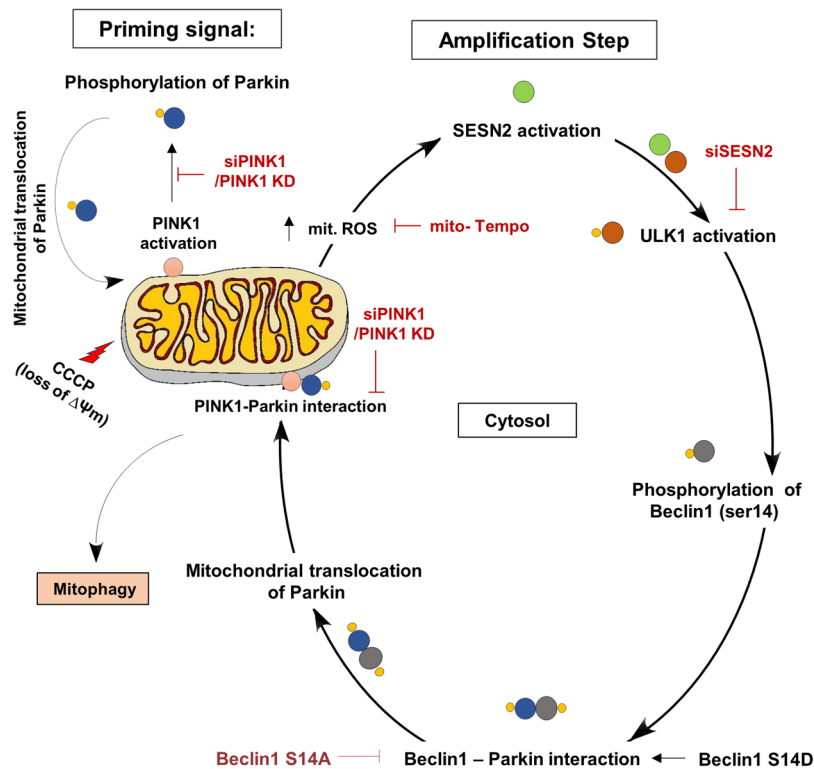 Priming signal:
Amplification Step
Phosphorylation of Parkin
SESN2 activation
siSESN2
siPINK1
/PINK1 KD
Mitochondrial translocation
of Parkin
PINK1
activation
mit. ROS
mito- Tempo
ULK1 activation
siPINK1
/PINK1 KD
CCCP
(loss of ΔΨm)
PINK1-Parkin interaction
Cytosol
Phosphorylation of
Beclin1 (ser14)
Mitophagy
Mitochondrial translocation
of Parkin
Beclin1 S14A
Beclin1 – Parkin interaction
Beclin1 S14D